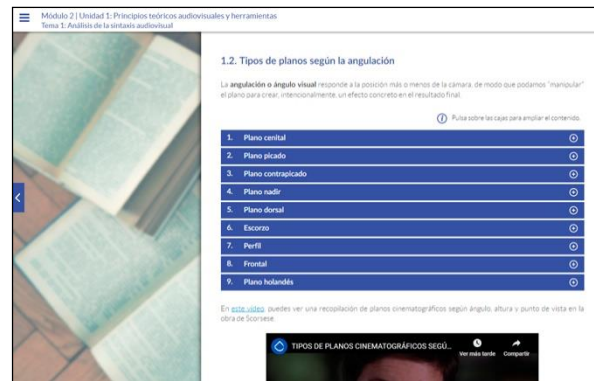 Módulo 2 | Unidad 1: Principios teóricos audiovisuales y herramientas
Tema 1: Análisis de la sintaxis audiovisual
1.2. Tipos de planos según la angulación
La angulación o ángulo visual responde a la posición más o menos de la cámara, de modo que podamos "manipular"
el plano para crear, intencionalmente, un efecto concreto en el resultado final.
Pulsa sobre las cajas para ampliar el contenido.
1. Plano cenital
2. Plano picado
3. Plano contrapicado
4. Plano nadir
5. Plano dorsal
6. Escorzo
7. Perfil
8. Frontal
9. Plano holandés
En este vídeo, puedes ver una recopilación de planos cinematográficos según ángulo, altura y punto de vista en la
obra de Scorsese.
TIPOS DE PLANOS CINEMATOGRÁFICOS SEGÚ...
Ver más tarde
Compartir